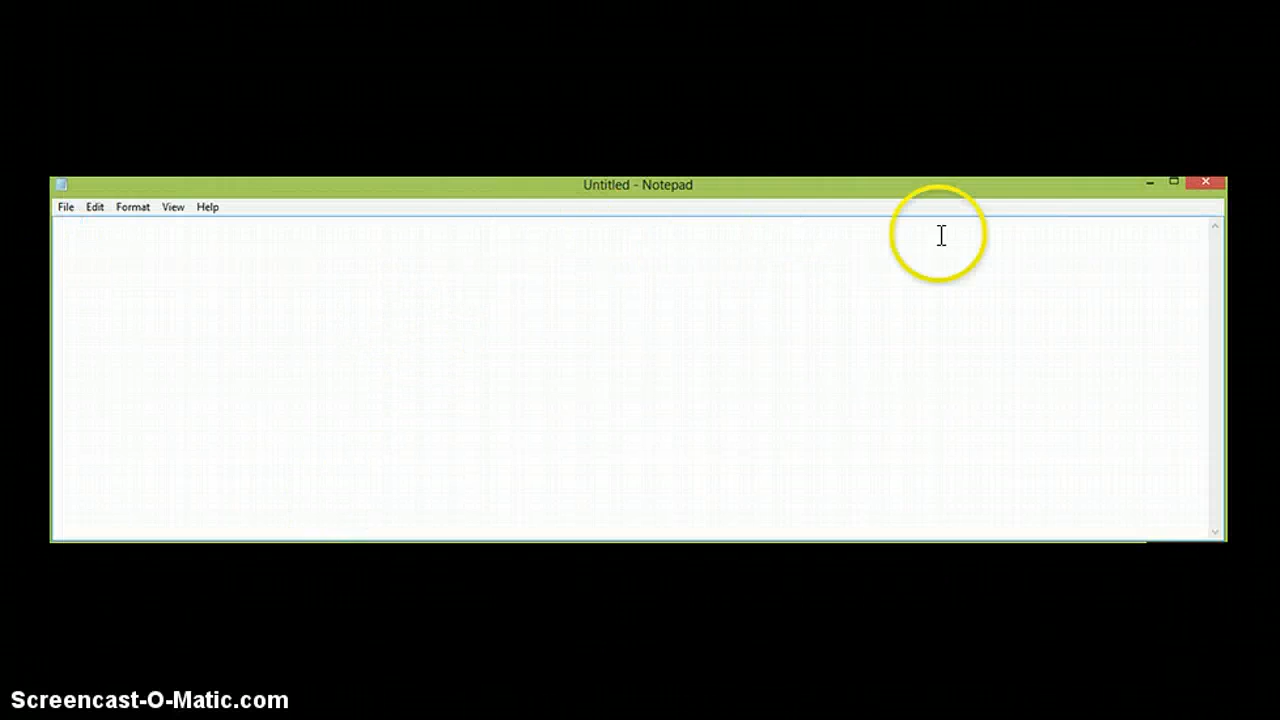 Untitled - Notepad
File Edit Format View Help
Screencast-O-Matic.com